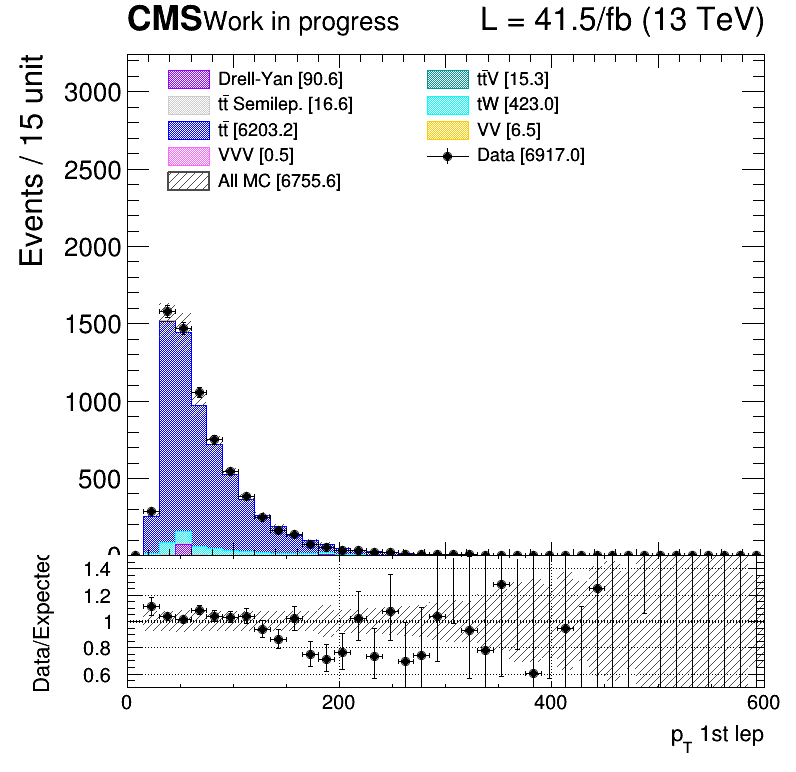 CMS Work in progress L = 41.5/fb (13 TeV)
Events / 15 unit
Drell-Yan [90.6]
tt̄ Semilep. [16.6]
tt̄ [6203.2]
VVV [0.5]
All MC [6755.6]
tt̄V [15.3]
tW [423.0]
VV [6.5]
Data [6917.0]
3000
2500
2000
1500
1000
500
0
Data/Expected
1.4
1.2
1
0.8
0.6
0 200 400 600
p_T 1st lep